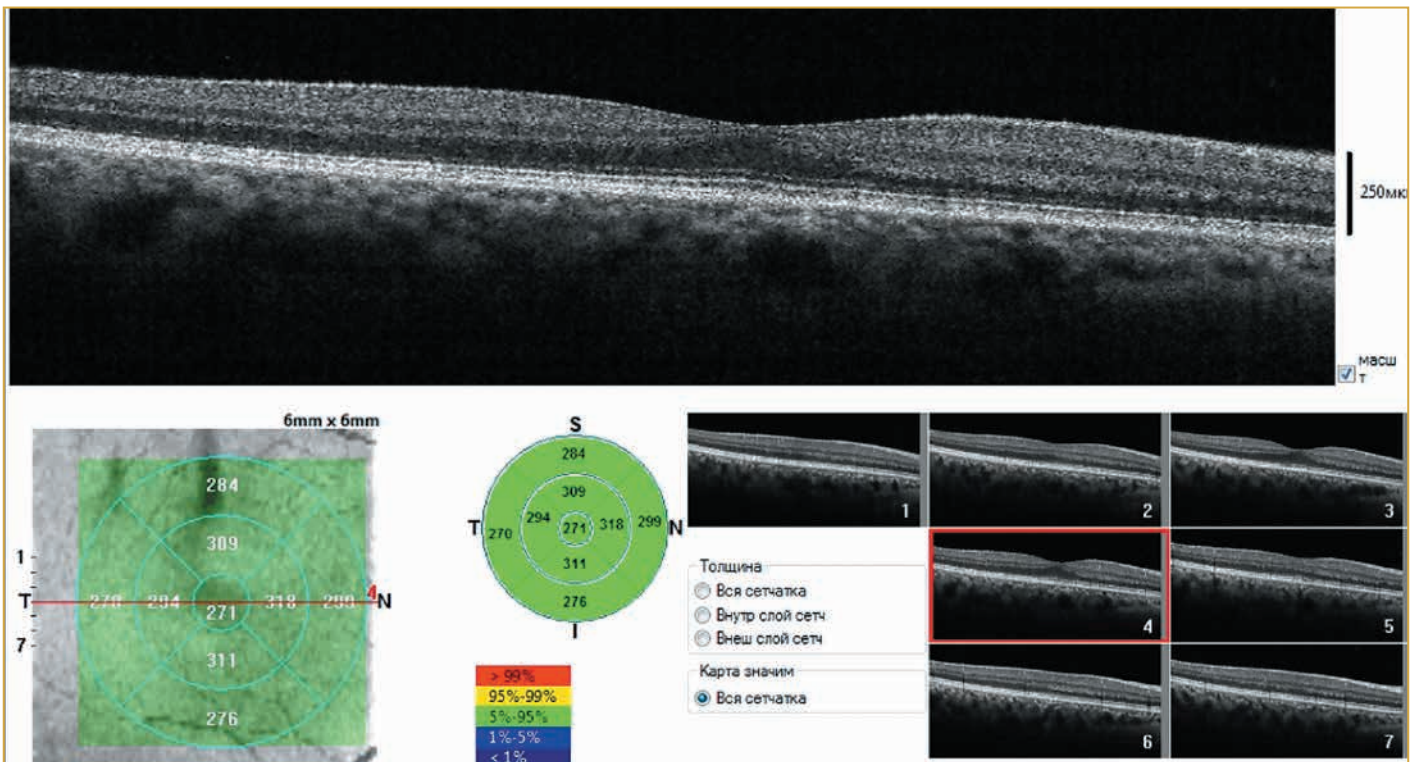 250мк
масш
т
6mm x 6mm
284
309
270 294 271 318 299
311
276
1
7
T
4
N
S
284
309
T 270 294 271 318 299 N
311
276
I
> 99%
95%-99%
5%-95%
1%-5%
< 1%
1
2
3
Толщина
Вся сетчатка
Внутр слой сетч
Внеш слой сетч
Карта значим
Вся сетчатка
4
5
6
7